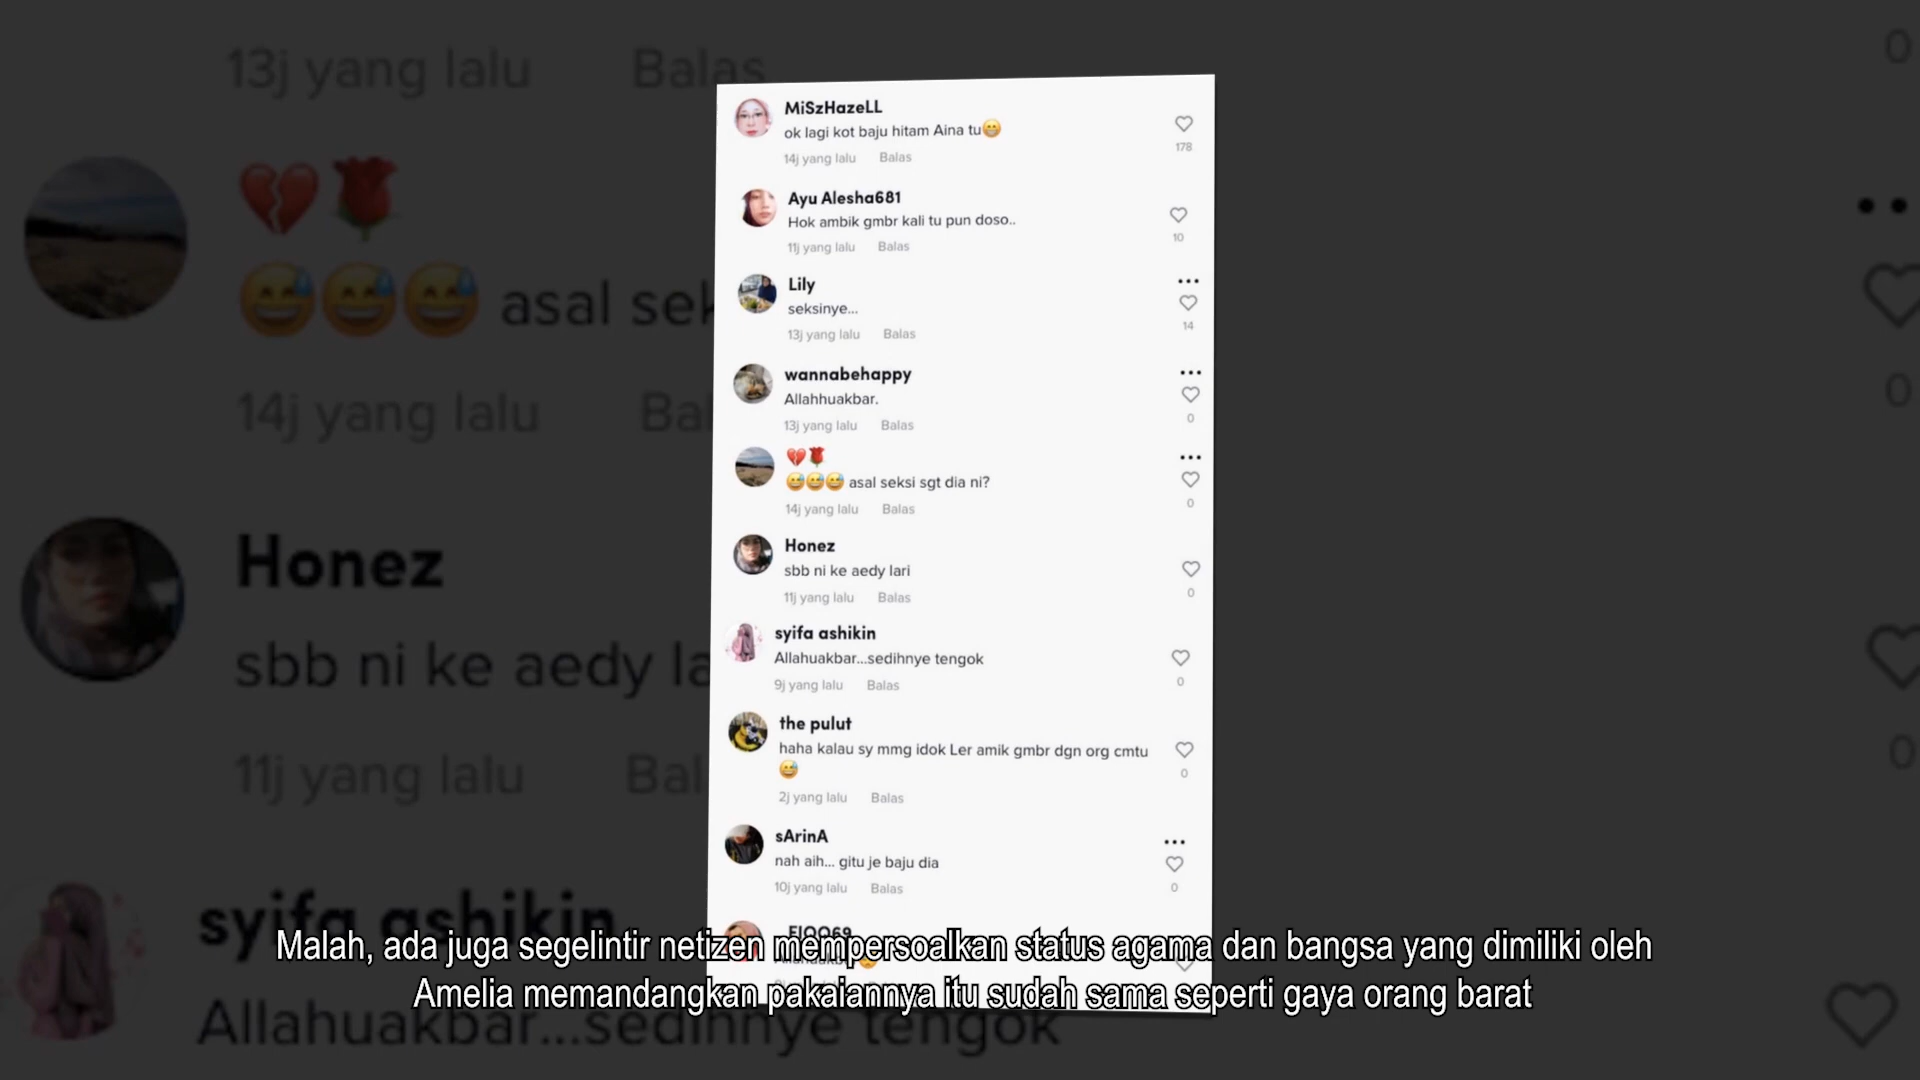 MiSzHazeLL
ok lagi kot baju hitam Aina tu😁
178
14j yang lalu Balas
Ayu Alesha681
Hok ambik gmbr kali tu pun doso..
10
11j yang lalu Balas
Lily
seksinye...
14
13j yang lalu Balas
wannabehappy
Allahhuakbar.
0
13j yang lalu Balas
💔🌹
😅😅😅 asal seksi sgt dia ni?
0
14j yang lalu Balas
Honez
sbb ni ke aedy lari
0
11j yang lalu Balas
syifa ashikin
Allahuakbar...sedihnye tengok
0
9j yang lalu Balas
the pulut
haha kalau sy mmg idok Ler amik gmbr dgn org cmtu
😅
0
2j yang lalu Balas
sArinA
nah aih... gitu je baju dia
0
10j yang lalu Balas
Malah, ada juga segelintir netizen mempersoalkan status agama dan bangsa yang dimiliki oleh
Amelia memandangkan pakaiannya itu sudah sama seperti gaya orang barat
13j yang lalu Balas
0
💔🌹
😅😅😅 asal sek
14j yang lalu Bal
0
Honez
sbb ni ke aedy la
11j yang lalu Bal
0
syifa ashikin
Allahuakbar...sedihnye tengok